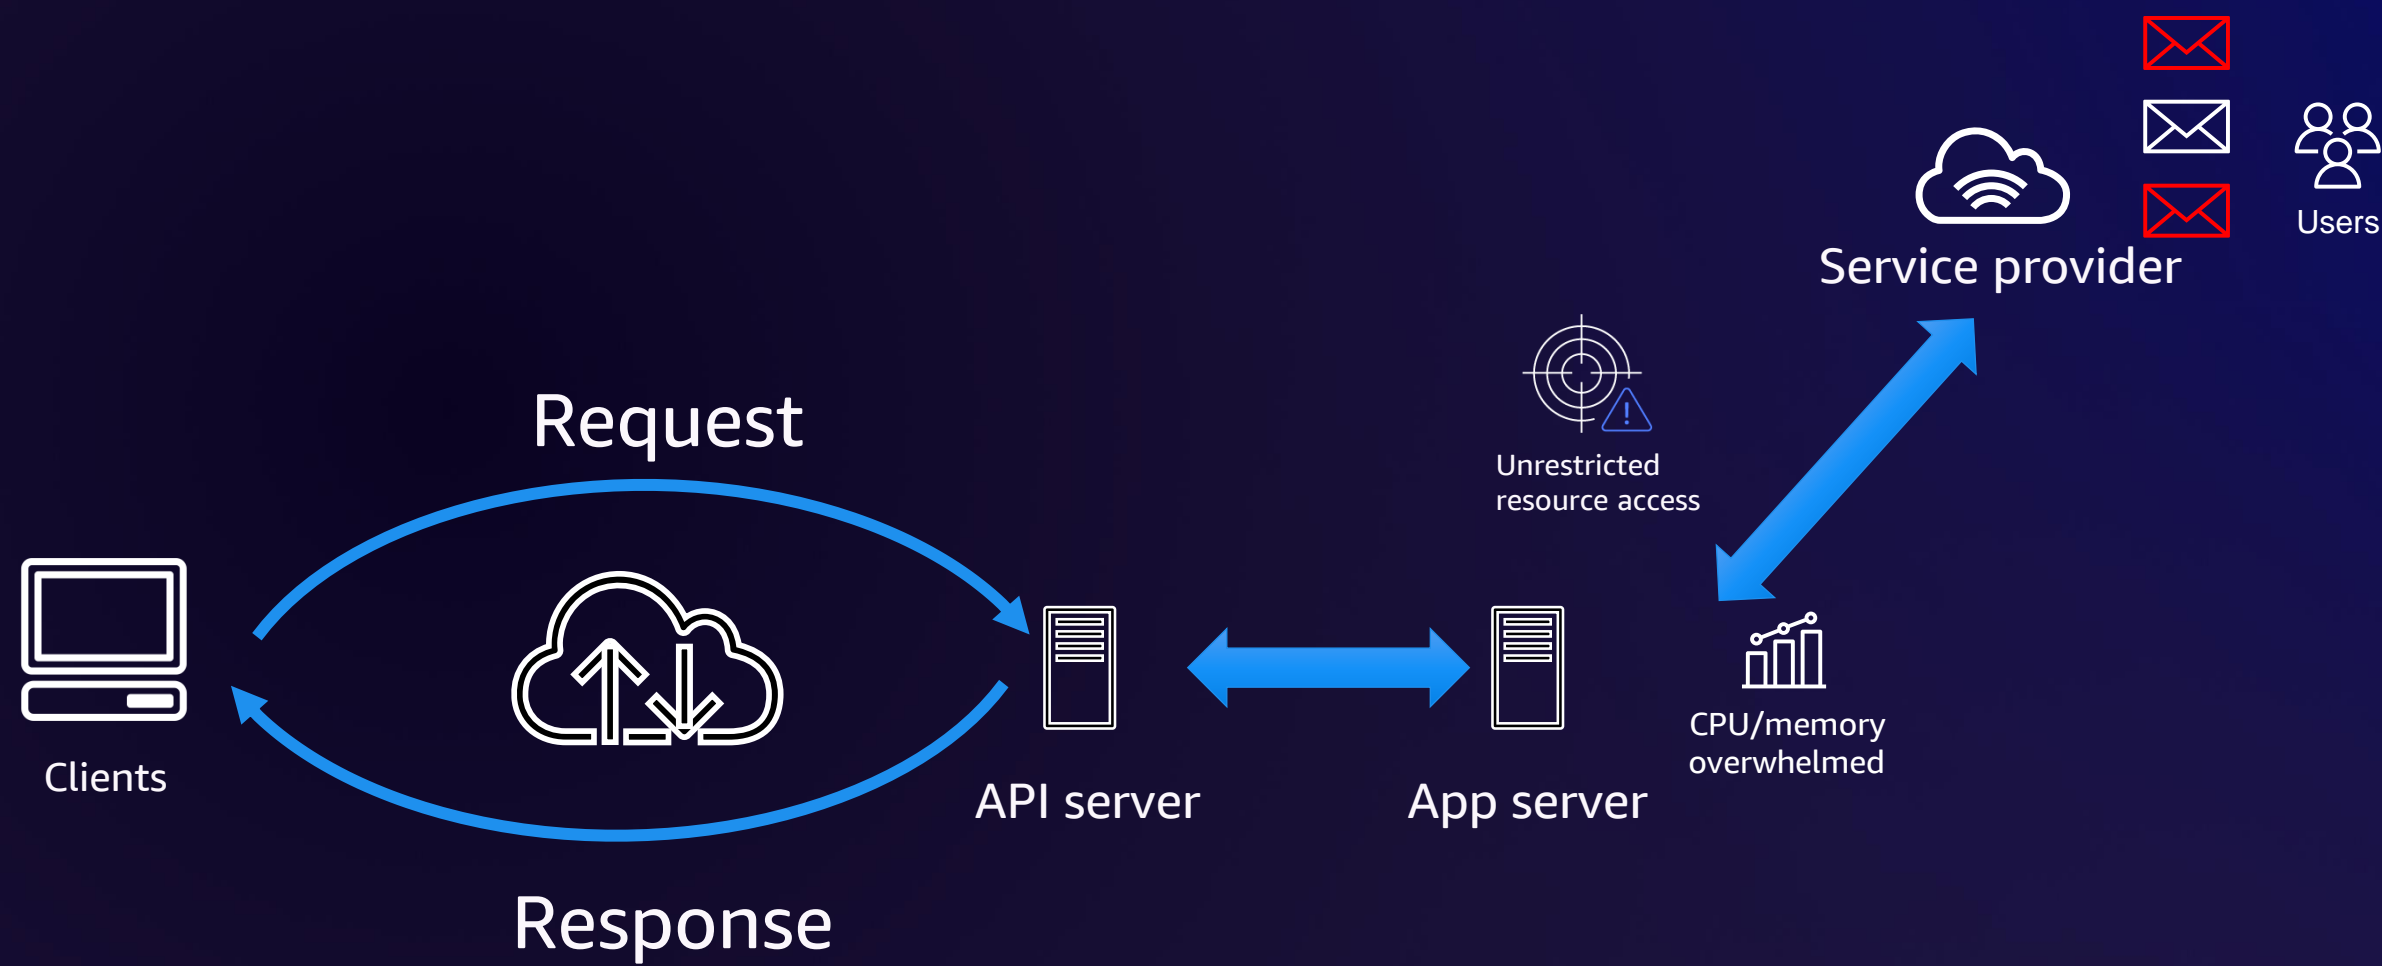 Users
Service provider
Request
Unrestricted
resource access
Clients
API server
App server
CPU/memory
overwhelmed
Response